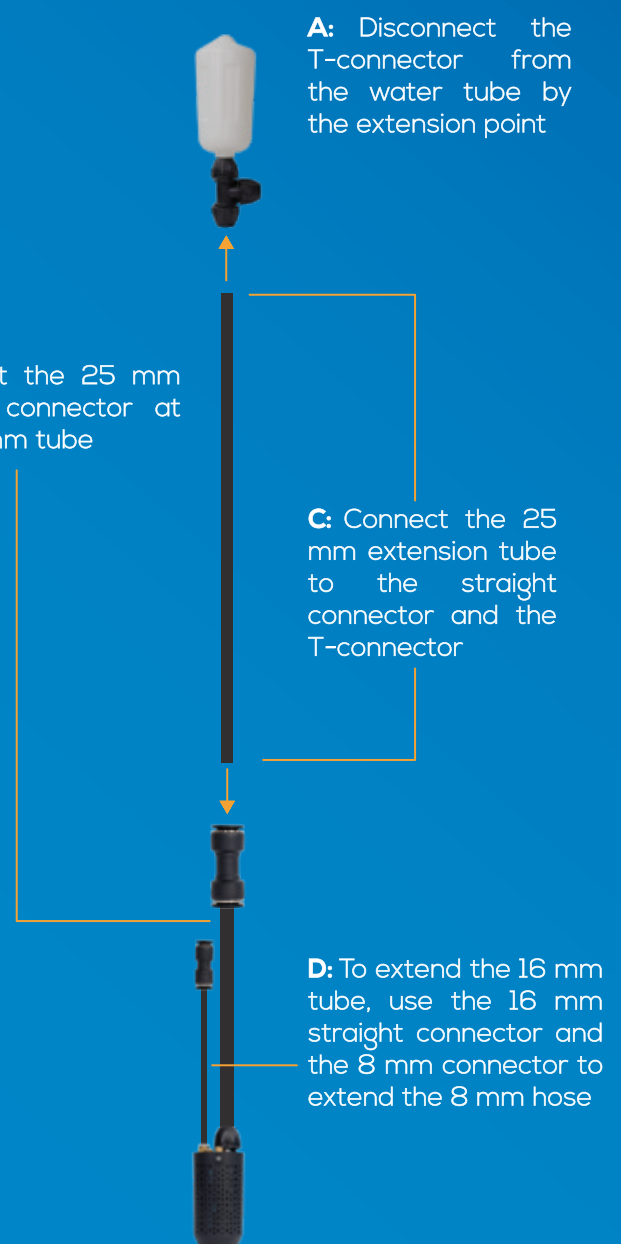 A: Disconnect the
T-connector from
the water tube by
the extension point
the 25 mm
connector at
tube
C: Connect the 25
mm extension tube
to the straight
connector and the
T-connector
D: To extend the 16 mm
tube, use the 16 mm
straight connector and
the 8 mm connector to
extend the 8 mm hose